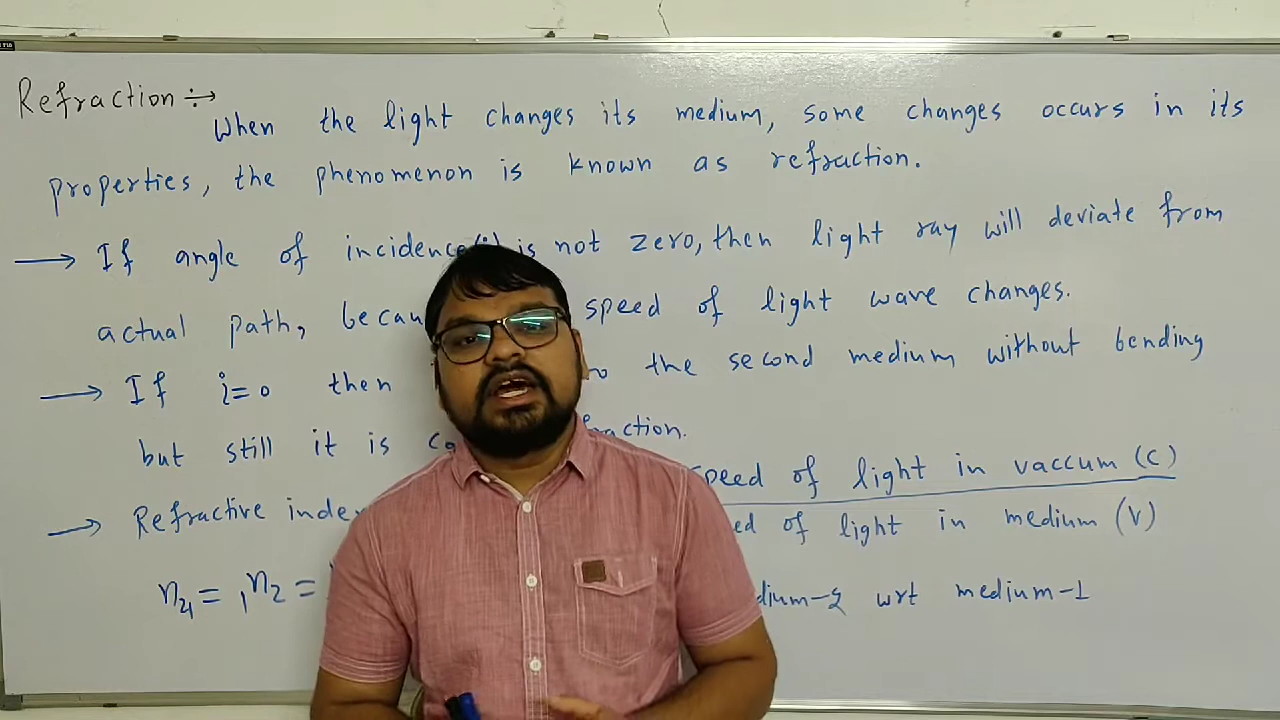 Refraction :→
When the light changes its medium, some changes occurs in its
properties, the phenomenon is known as refraction.
→ If angle of incidence(i) is not zero, then light ray will deviate from
actual path, becau speed of light wave changes.
→ If i=0 then the second medium without bending
but still it is fraction.
→ Refractive index speed of light in vaccum (c)
ed of light in medium (V)
n₂₁ = ₁n₂ = dium-2 wrt medium-1